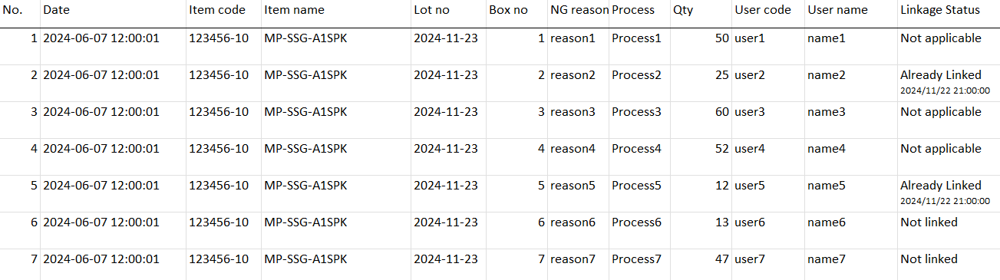 No. Date Item code Item name Lot no Box no NG reason Process Qty User code User name Linkage Status
1 2024-06-07 12:00:01 123456-10 MP-SSG-A1SPK 2024-11-23 1 reason1 Process1 50 user1 name1 Not applicable
2 2024-06-07 12:00:01 123456-10 MP-SSG-A1SPK 2024-11-23 2 reason2 Process2 25 user2 name2 Already Linked
2024/11/22 21:00:00
3 2024-06-07 12:00:01 123456-10 MP-SSG-A1SPK 2024-11-23 3 reason3 Process3 60 user3 name3 Not applicable
4 2024-06-07 12:00:01 123456-10 MP-SSG-A1SPK 2024-11-23 4 reason4 Process4 52 user4 name4 Not applicable
5 2024-06-07 12:00:01 123456-10 MP-SSG-A1SPK 2024-11-23 5 reason5 Process5 12 user5 name5 Already Linked
2024/11/22 21:00:00
6 2024-06-07 12:00:01 123456-10 MP-SSG-A1SPK 2024-11-23 6 reason6 Process6 13 user6 name6 Not linked
7 2024-06-07 12:00:01 123456-10 MP-SSG-A1SPK 2024-11-23 7 reason7 Process7 47 user7 name7 Not linked